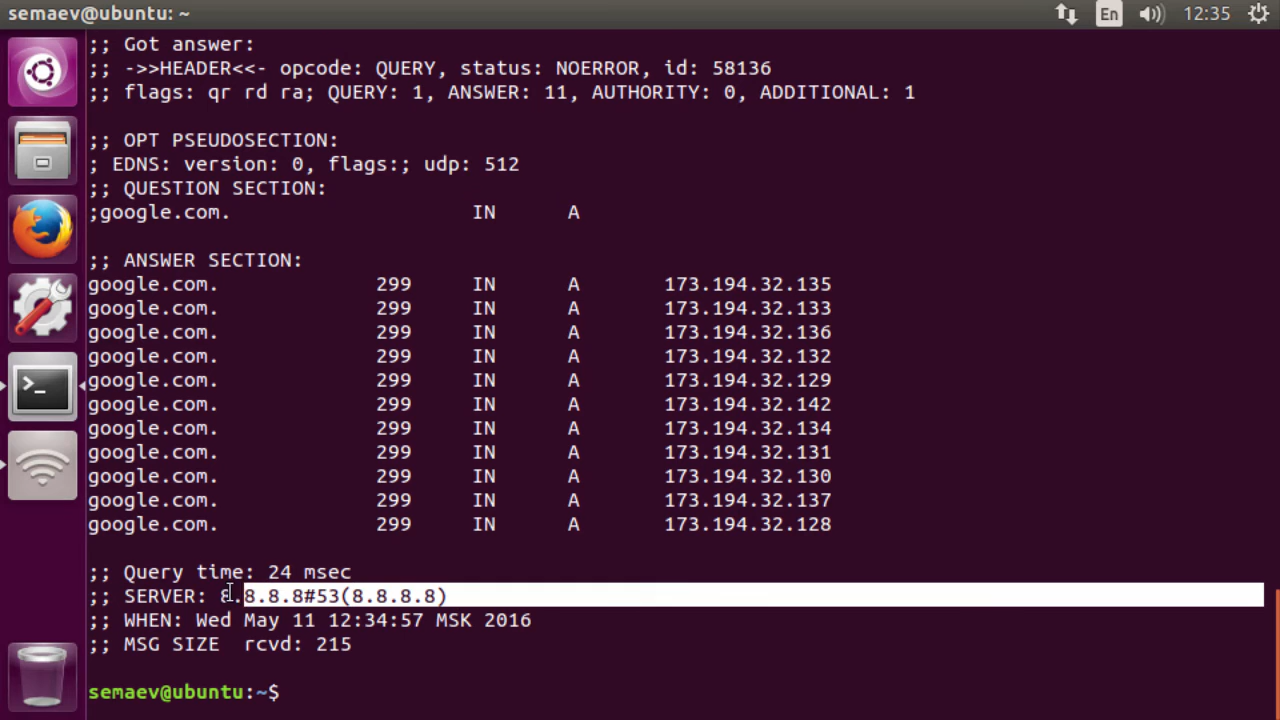 semaev@ubuntu: ~
En
12:35
;; Got answer:
;; ->>HEADER<<- opcode: QUERY, status: NOERROR, id: 58136
;; flags: qr rd ra; QUERY: 1, ANSWER: 11, AUTHORITY: 0, ADDITIONAL: 1
;; OPT PSEUDOSECTION:
; EDNS: version: 0, flags:; udp: 512
;; QUESTION SECTION:
;google.com. IN A
;; ANSWER SECTION:
google.com. 299 IN A 173.194.32.135
google.com. 299 IN A 173.194.32.133
google.com. 299 IN A 173.194.32.136
google.com. 299 IN A 173.194.32.132
google.com. 299 IN A 173.194.32.129
google.com. 299 IN A 173.194.32.142
google.com. 299 IN A 173.194.32.134
google.com. 299 IN A 173.194.32.131
google.com. 299 IN A 173.194.32.130
google.com. 299 IN A 173.194.32.137
google.com. 299 IN A 173.194.32.128
;; Query time: 24 msec
;; SERVER: 8.8.8.8#53(8.8.8.8)
;; WHEN: Wed May 11 12:34:57 MSK 2016
;; MSG SIZE rcvd: 215
semaev@ubuntu:~$